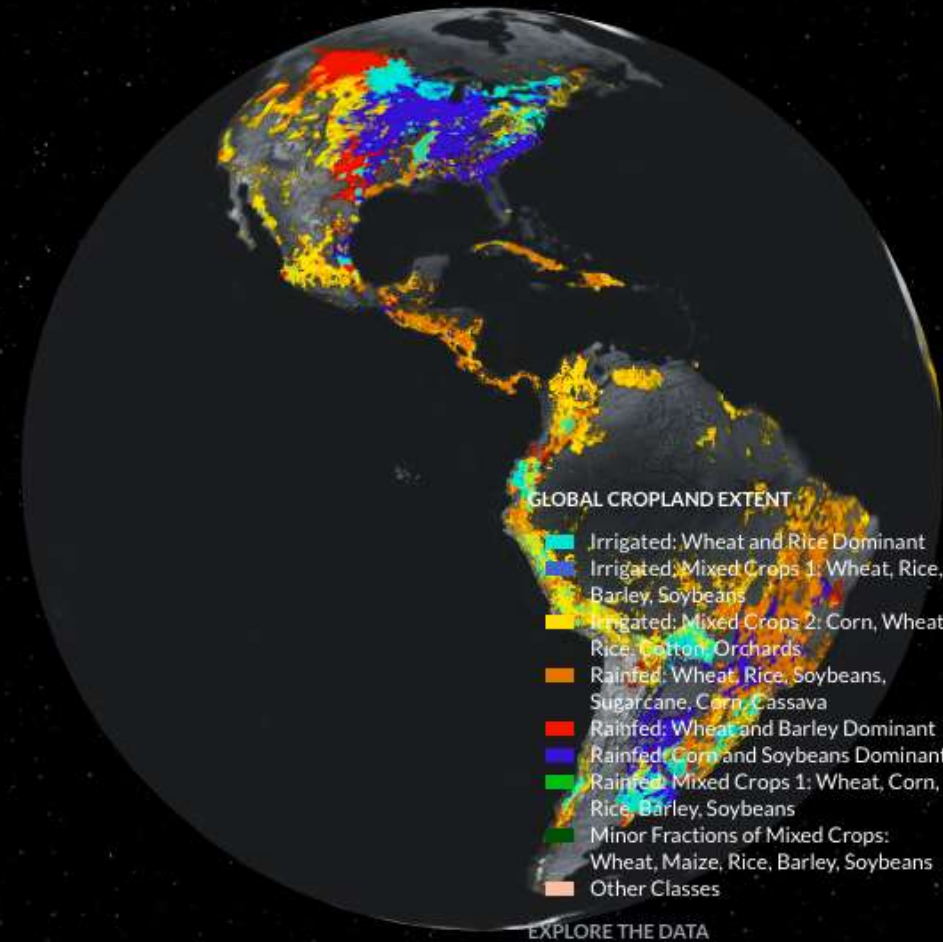 GLOBAL CROPLAND EXTENT
Irrigated: Wheat and Rice Dominant
Irrigated: Mixed Crops 1: Wheat, Rice,
Barley, Soybeans
Irrigated: Mixed Crops 2: Corn, Wheat
Rice, Cotton, Orchards
Rainfed: Wheat, Rice, Soybeans,
Sugarcane, Corn, Cassava
Rainfed: Wheat and Barley Dominant
Rainfed: Corn and Soybeans Dominant
Rainfed: Mixed Crops 1: Wheat, Corn,
Rice, Barley, Soybeans
Minor Fractions of Mixed Crops:
Wheat, Maize, Rice, Barley, Soybeans
Other Classes
EXPLORE THE DATA